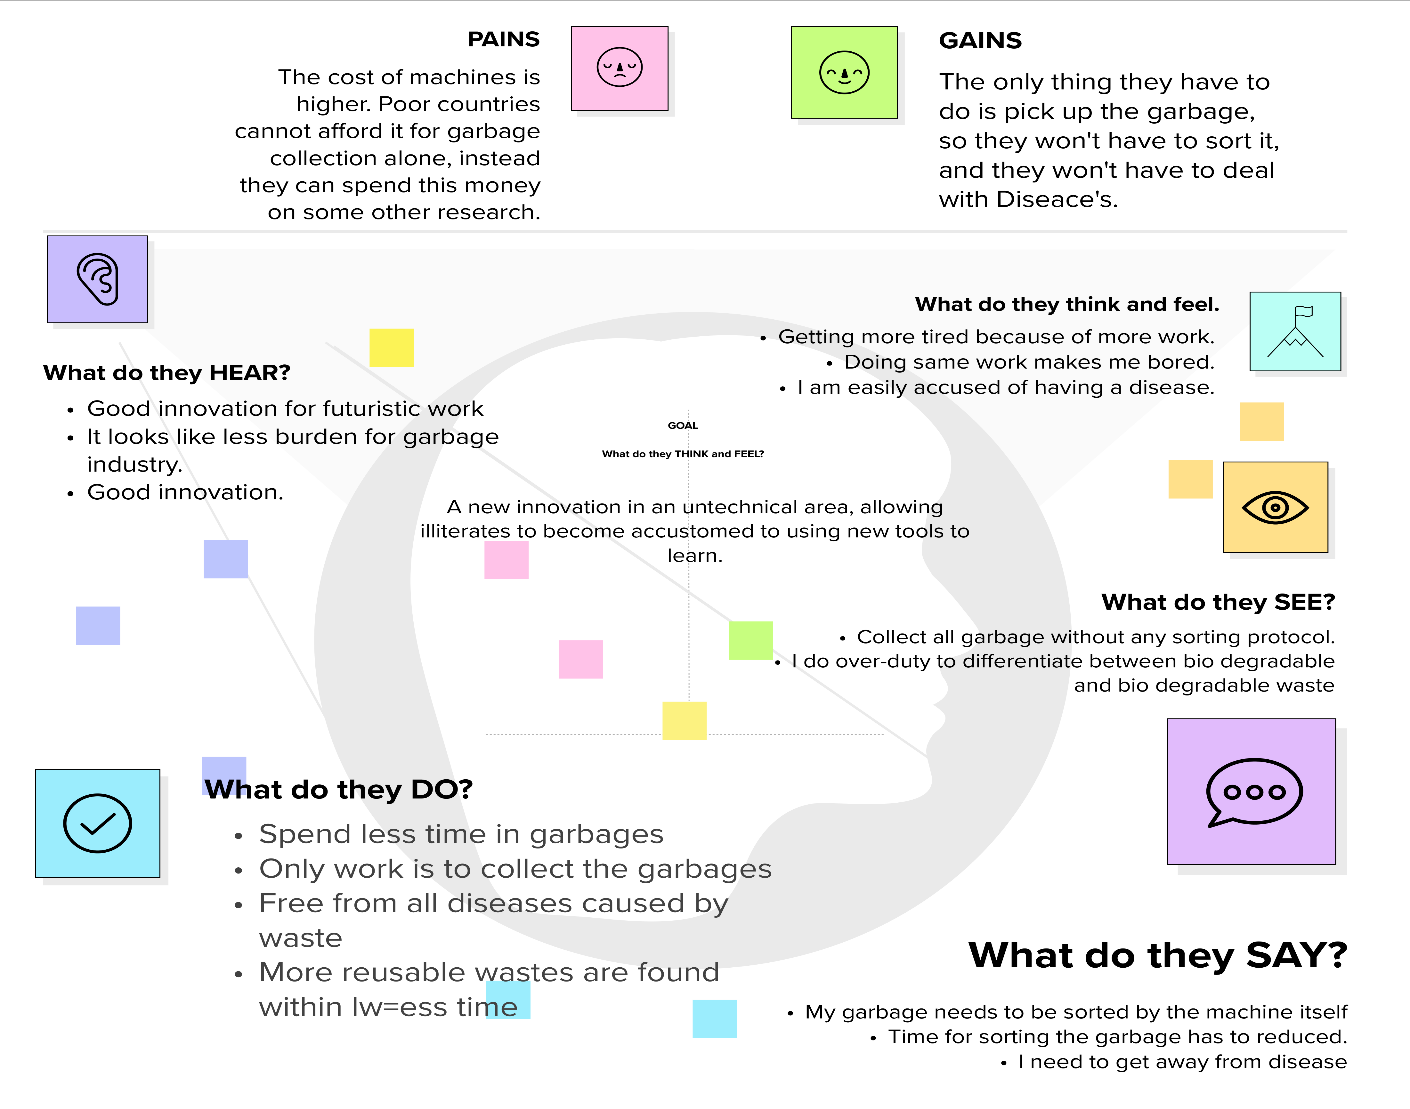 PAINS
The cost of machines is
higher. Poor countries
cannot afford it for garbage
collection alone, instead
they can spend this money
on some other research.
GAINS
The only thing they have to
do is pick up the garbage,
so they won't have to sort it,
and they won't have to deal
with Diseace's.
What do they HEAR?
• Good innovation for futuristic work
• It looks like less burden for garbage
industry.
• Good innovation.
What do they think and feel.
• Getting more tired because of more work.
• Doing same work makes me bored.
• I am easily accused of having a disease.
GOAL
What do they THINK and FEEL?
A new innovation in an untechnical area, allowing
illiterates to become accustomed to using new tools to
learn.
What do they SEE?
• Collect all garbage without any sorting protocol.
• I do over-duty to differentiate between bio degradable
and bio degradable waste
What do they DO?
• Spend less time in garbages
• Only work is to collect the garbages
• Free from all diseases caused by
waste
• More reusable wastes are found
within lw=ess time
What do they SAY?
• My garbage needs to be sorted by the machine itself
• Time for sorting the garbage has to reduced.
• I need to get away from disease